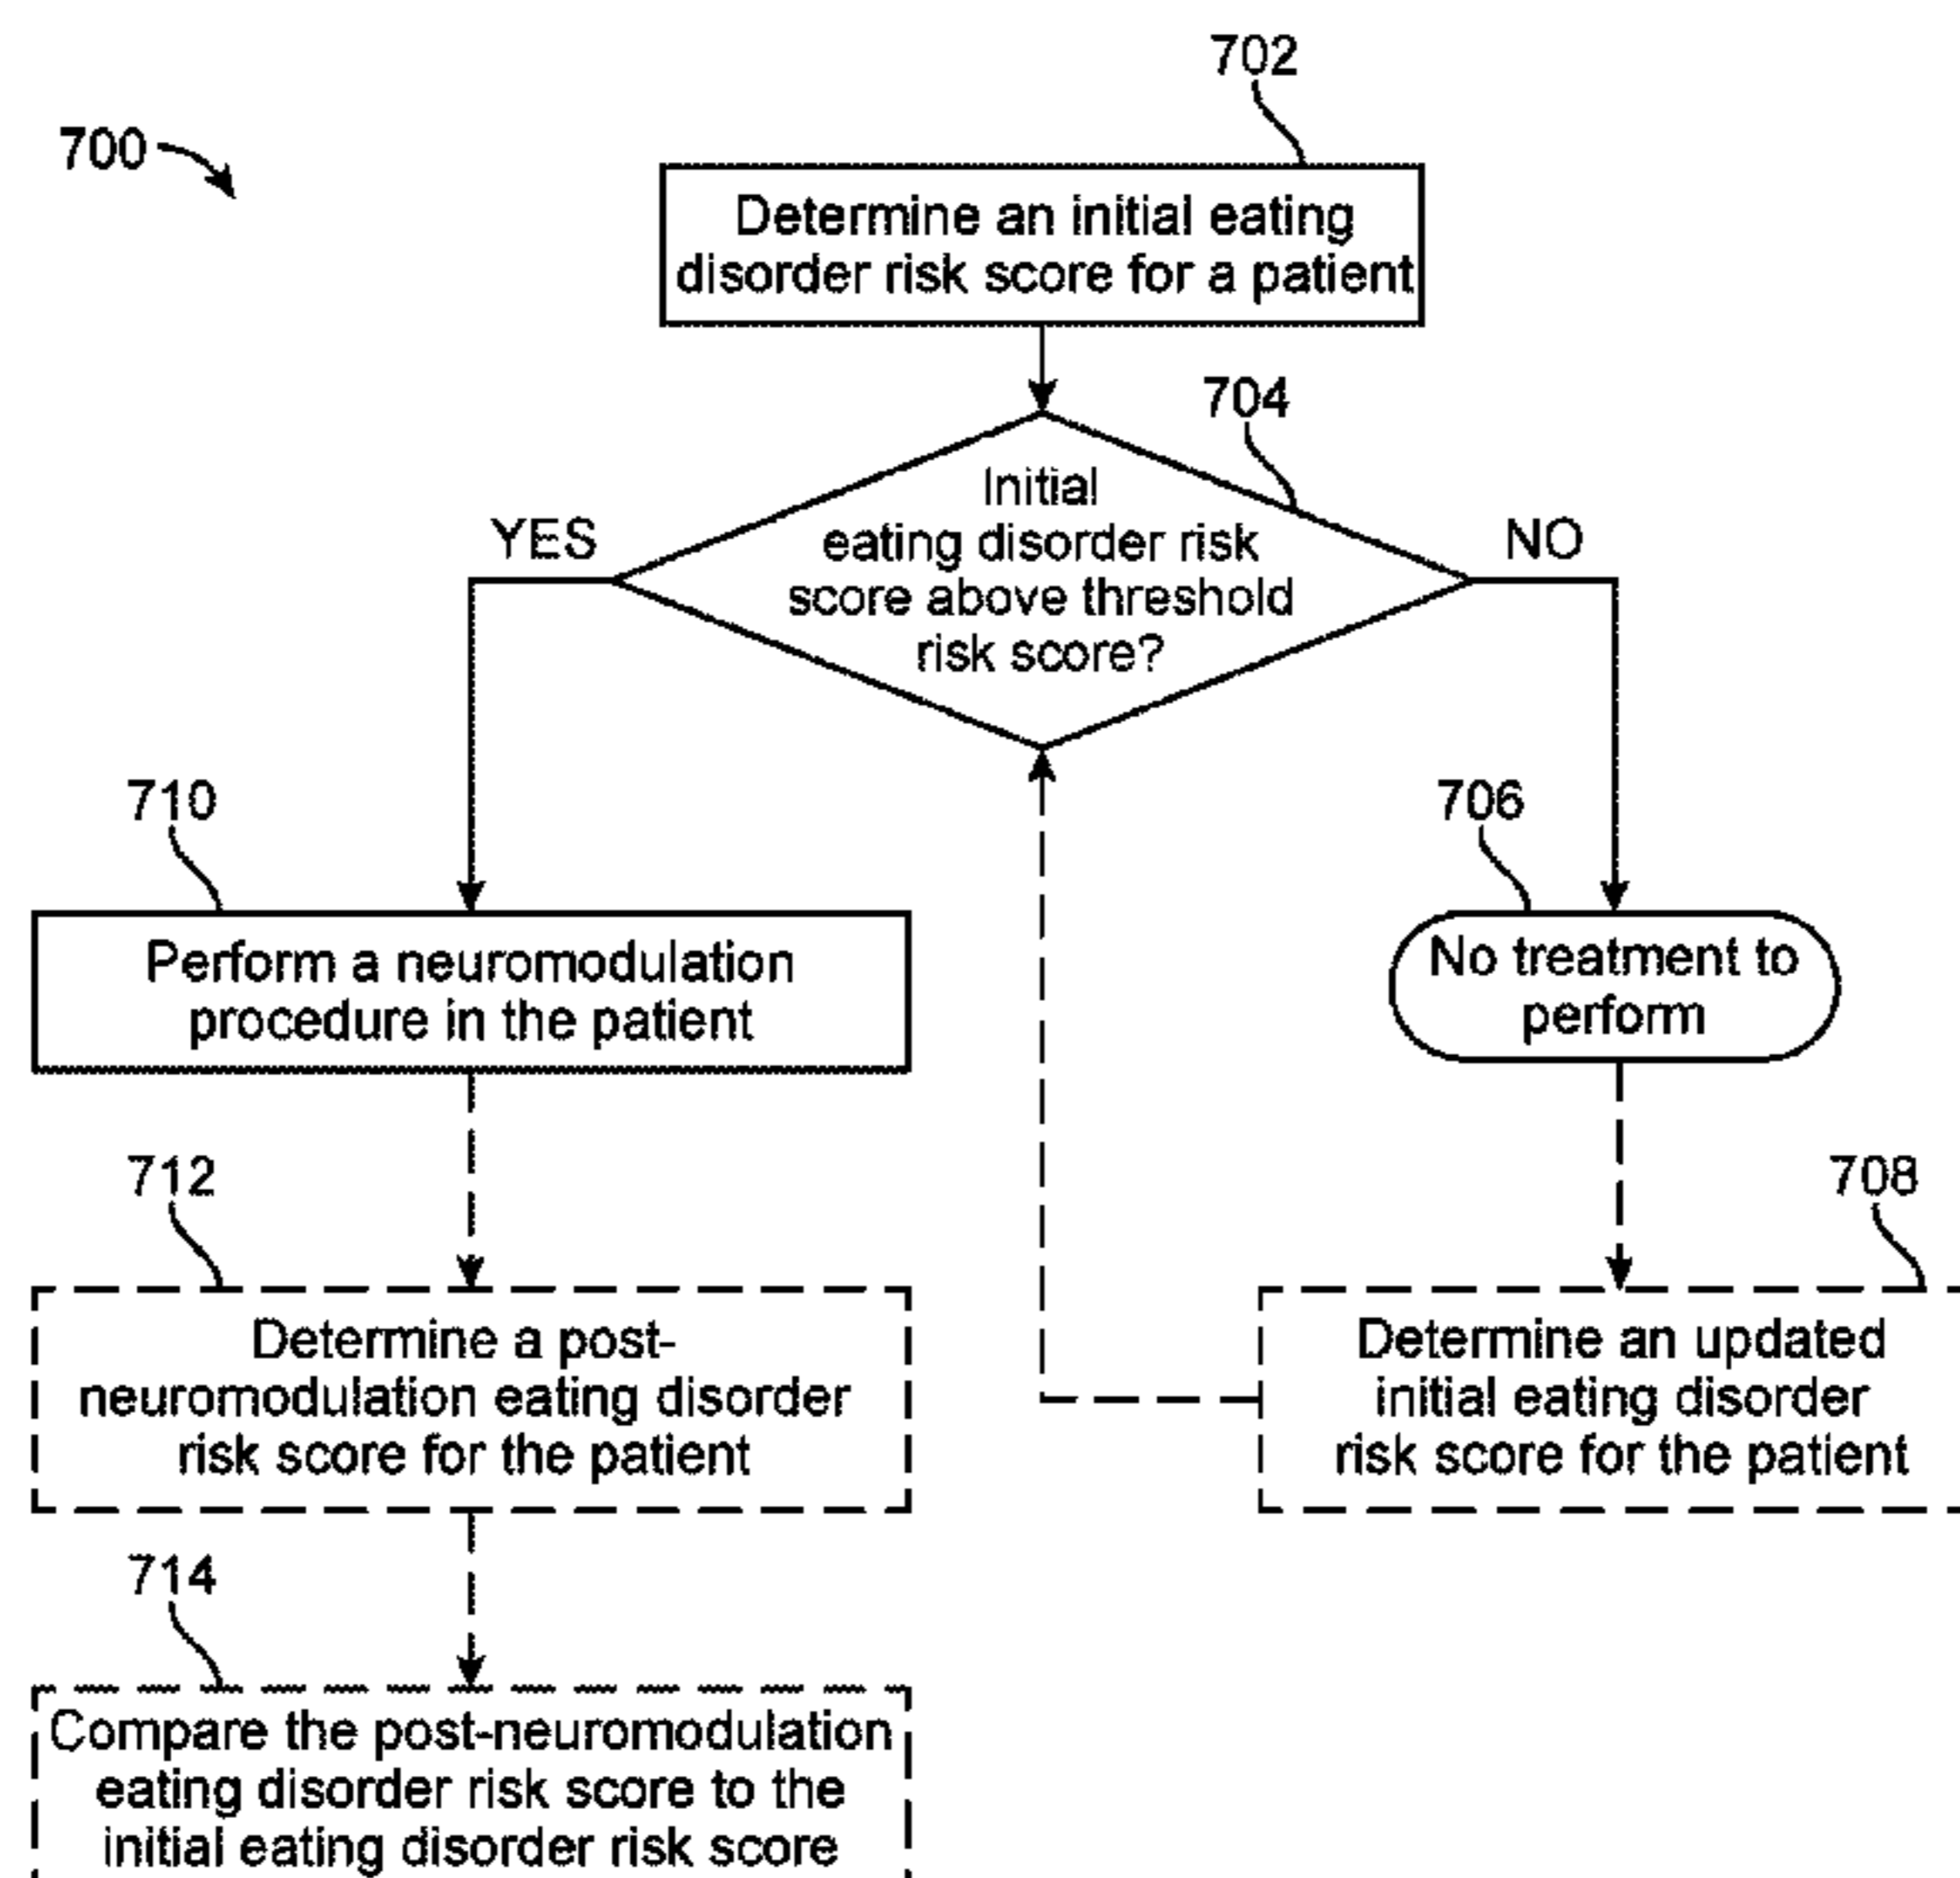 702
700
Determine an initial eating
disorder risk score for a patient
704
Initial
eating disorder risk
score above threshold
risk score?
YES
NO
710
706
Perform a neuromodulation
procedure in the patient
No treatment to
perform
712
708
Determine a post-
neuromodulation eating disorder
risk score for the patient
Determine an updated
initial eating disorder
risk score for the patient
714
Compare the post-neuromodulation
eating disorder risk score to the
initial eating disorder risk score